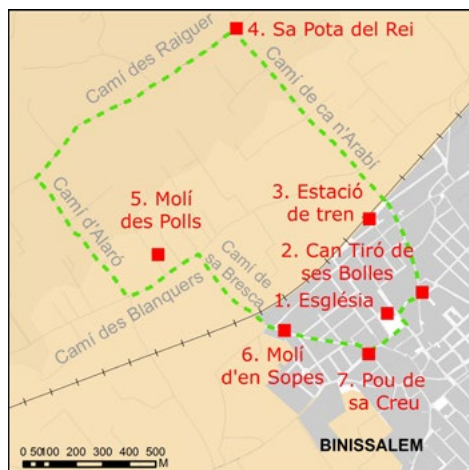 4. Sa Pota del Rei
Camí des Raiguer
Camí de ca n'Arabí
3. Estació
de tren
5. Molí
des Polls
Camí d'Alaró
2. Can Tiró de
ses Bolles
Camí de
sa Bresca
1. Església
Camí des Blanquers
6. Molí
d'en Sopes
7. Pou de
sa Creu
BINISSALEM
0 50 100 200 300 400 500
M